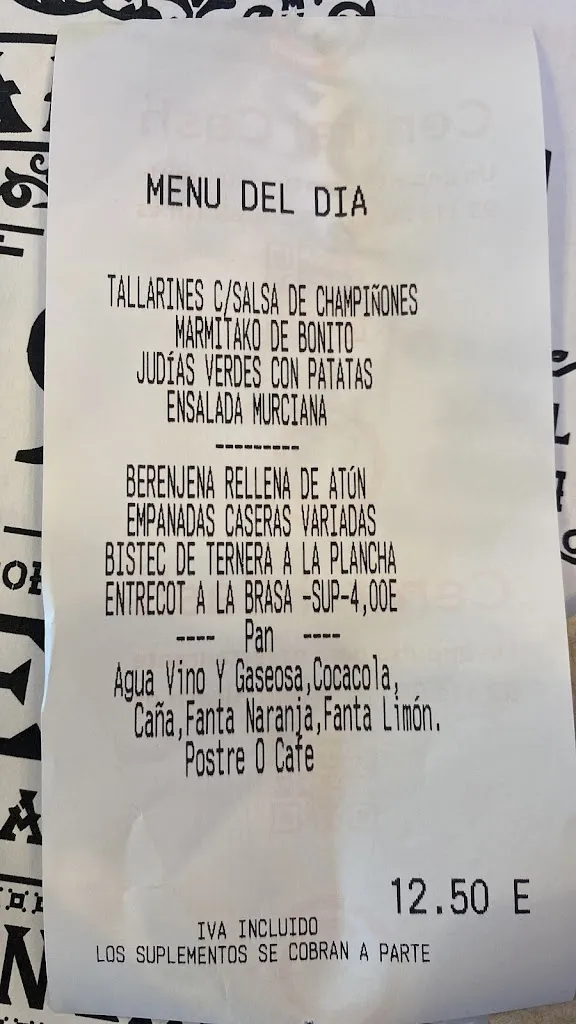 MENU DEL DIA
TALLARINES C/SALSA DE CHAMPIÑONES
MARMITAKO DE BONITO
JUDÍAS VERDES CON PATATAS
ENSALADA MURCIANA
---------
BERENJENA RELLENA DE ATÚN
EMPANADAS CASERAS VARIADAS
BISTEC DE TERNERA A LA PLANCHA
ENTRECOT A LA BRASA -SUP-4,00E
---- Pan ----
Agua Vino Y Gaseosa,Cocacola,
Caña,Fanta Naranja,Fanta Limón.
Postre O Cafe
12.50 E
IVA INCLUIDO
LOS SUPLEMENTOS SE COBRAN A PARTE